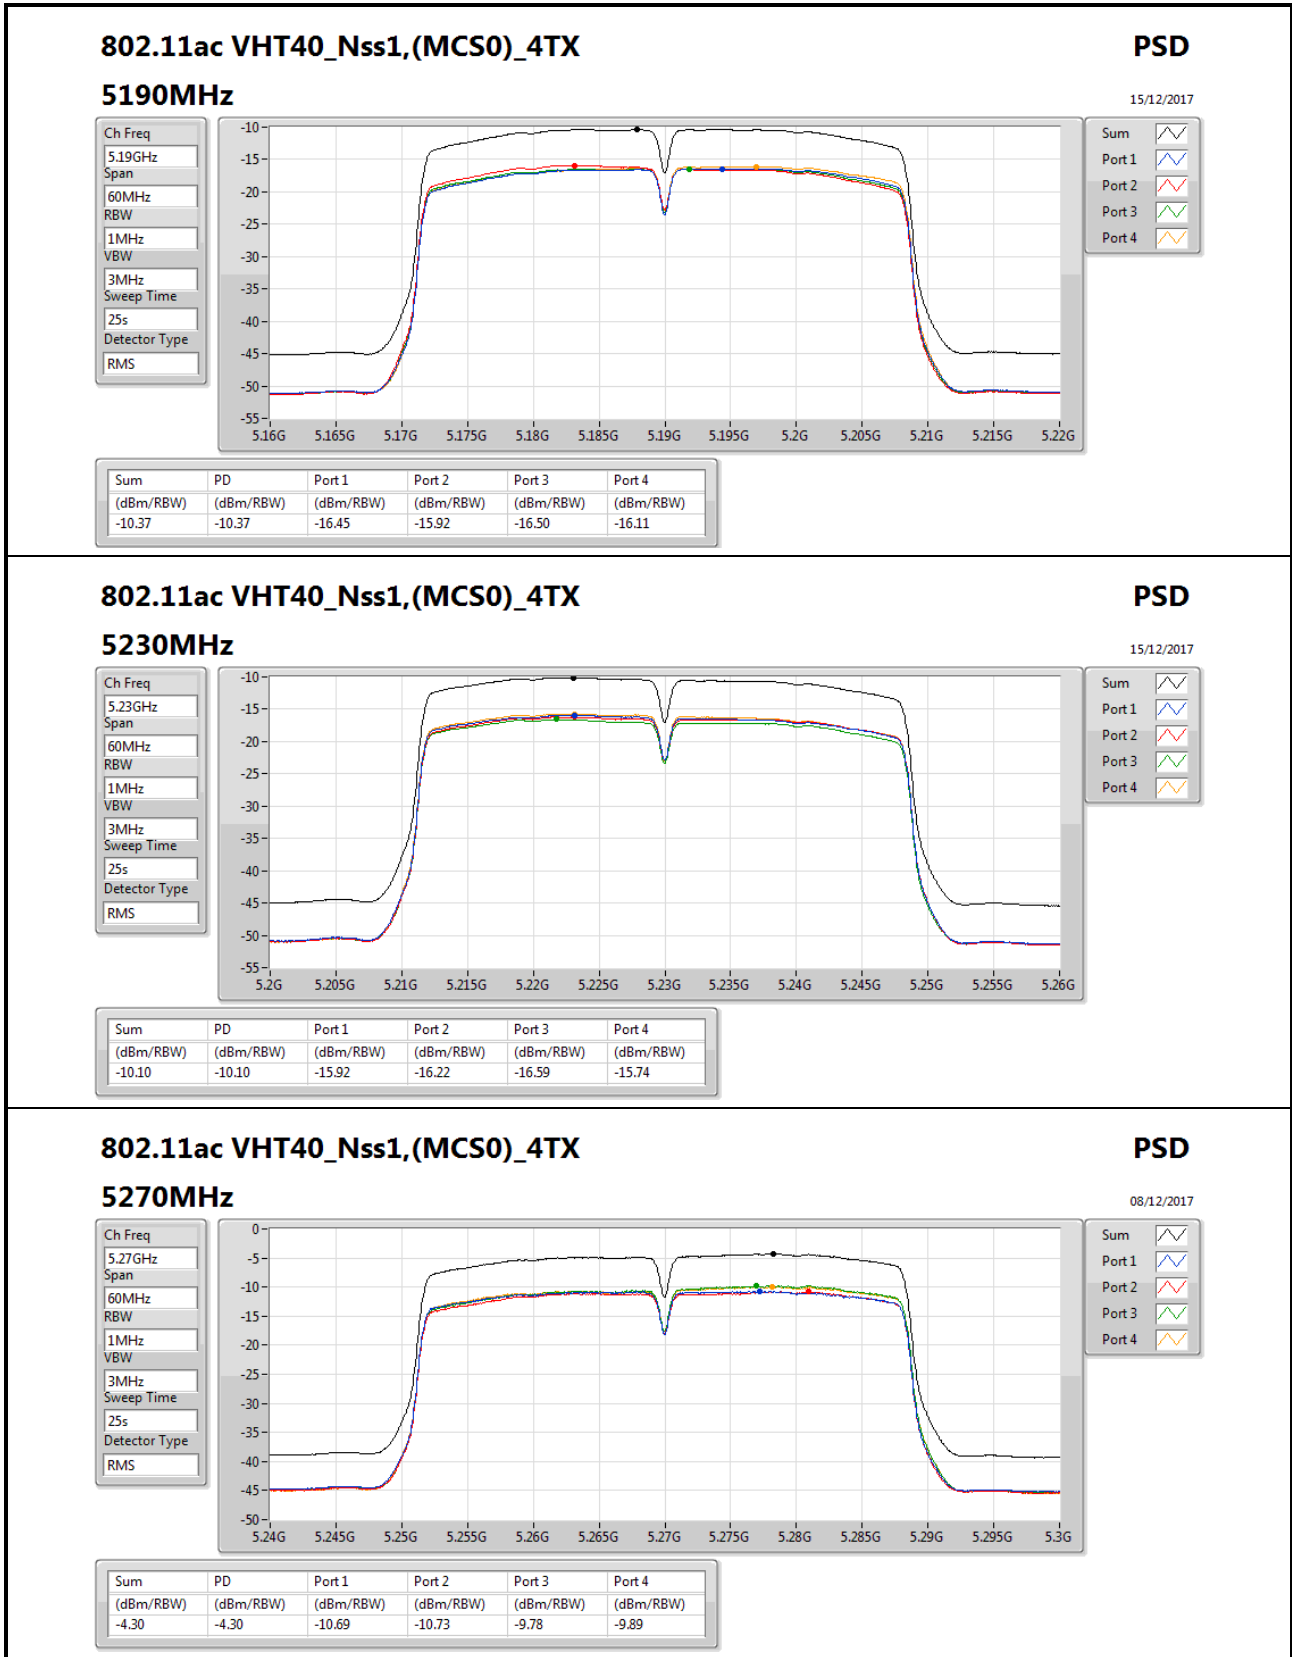 802.11ac VHT40_Nss1,(MCS0)_4TX PSD
5190MHz 15/12/2017
Ch Freq
5.19GHz
Span
60MHz
RBW
1MHz
VBW
3MHz
Sweep Time
25s
Detector Type
RMS
-10
-15
-20
-25
-30
-35
-40
-45
-50
-55
5.16G 5.165G 5.17G 5.175G 5.18G 5.185G 5.19G 5.195G 5.2G 5.205G 5.21G 5.215G 5.22G
Sum
Port 1
Port 2
Port 3
Port 4
Sum PD Port 1 Port 2 Port 3 Port 4
(dBm/RBW) (dBm/RBW) (dBm/RBW) (dBm/RBW) (dBm/RBW) (dBm/RBW)
-10.37 -10.37 -16.45 -15.92 -16.50 -16.11
802.11ac VHT40_Nss1,(MCS0)_4TX PSD
5230MHz 15/12/2017
Ch Freq
5.23GHz
Span
60MHz
RBW
1MHz
VBW
3MHz
Sweep Time
25s
Detector Type
RMS
-10
-15
-20
-25
-30
-35
-40
-45
-50
-55
5.2G 5.205G 5.21G 5.215G 5.22G 5.225G 5.23G 5.235G 5.24G 5.245G 5.25G 5.255G 5.26G
Sum
Port 1
Port 2
Port 3
Port 4
Sum PD Port 1 Port 2 Port 3 Port 4
(dBm/RBW) (dBm/RBW) (dBm/RBW) (dBm/RBW) (dBm/RBW) (dBm/RBW)
-10.10 -10.10 -15.92 -16.22 -16.59 -15.74
802.11ac VHT40_Nss1,(MCS0)_4TX PSD
5270MHz 08/12/2017
Ch Freq
5.27GHz
Span
60MHz
RBW
1MHz
VBW
3MHz
Sweep Time
25s
Detector Type
RMS
0
-5
-10
-15
-20
-25
-30
-35
-40
-45
-50
5.24G 5.245G 5.25G 5.255G 5.26G 5.265G 5.27G 5.275G 5.28G 5.285G 5.29G 5.295G 5.3G
Sum
Port 1
Port 2
Port 3
Port 4
Sum PD Port 1 Port 2 Port 3 Port 4
(dBm/RBW) (dBm/RBW) (dBm/RBW) (dBm/RBW) (dBm/RBW) (dBm/RBW)
-4.30 -4.30 -10.69 -10.73 -9.78 -9.89